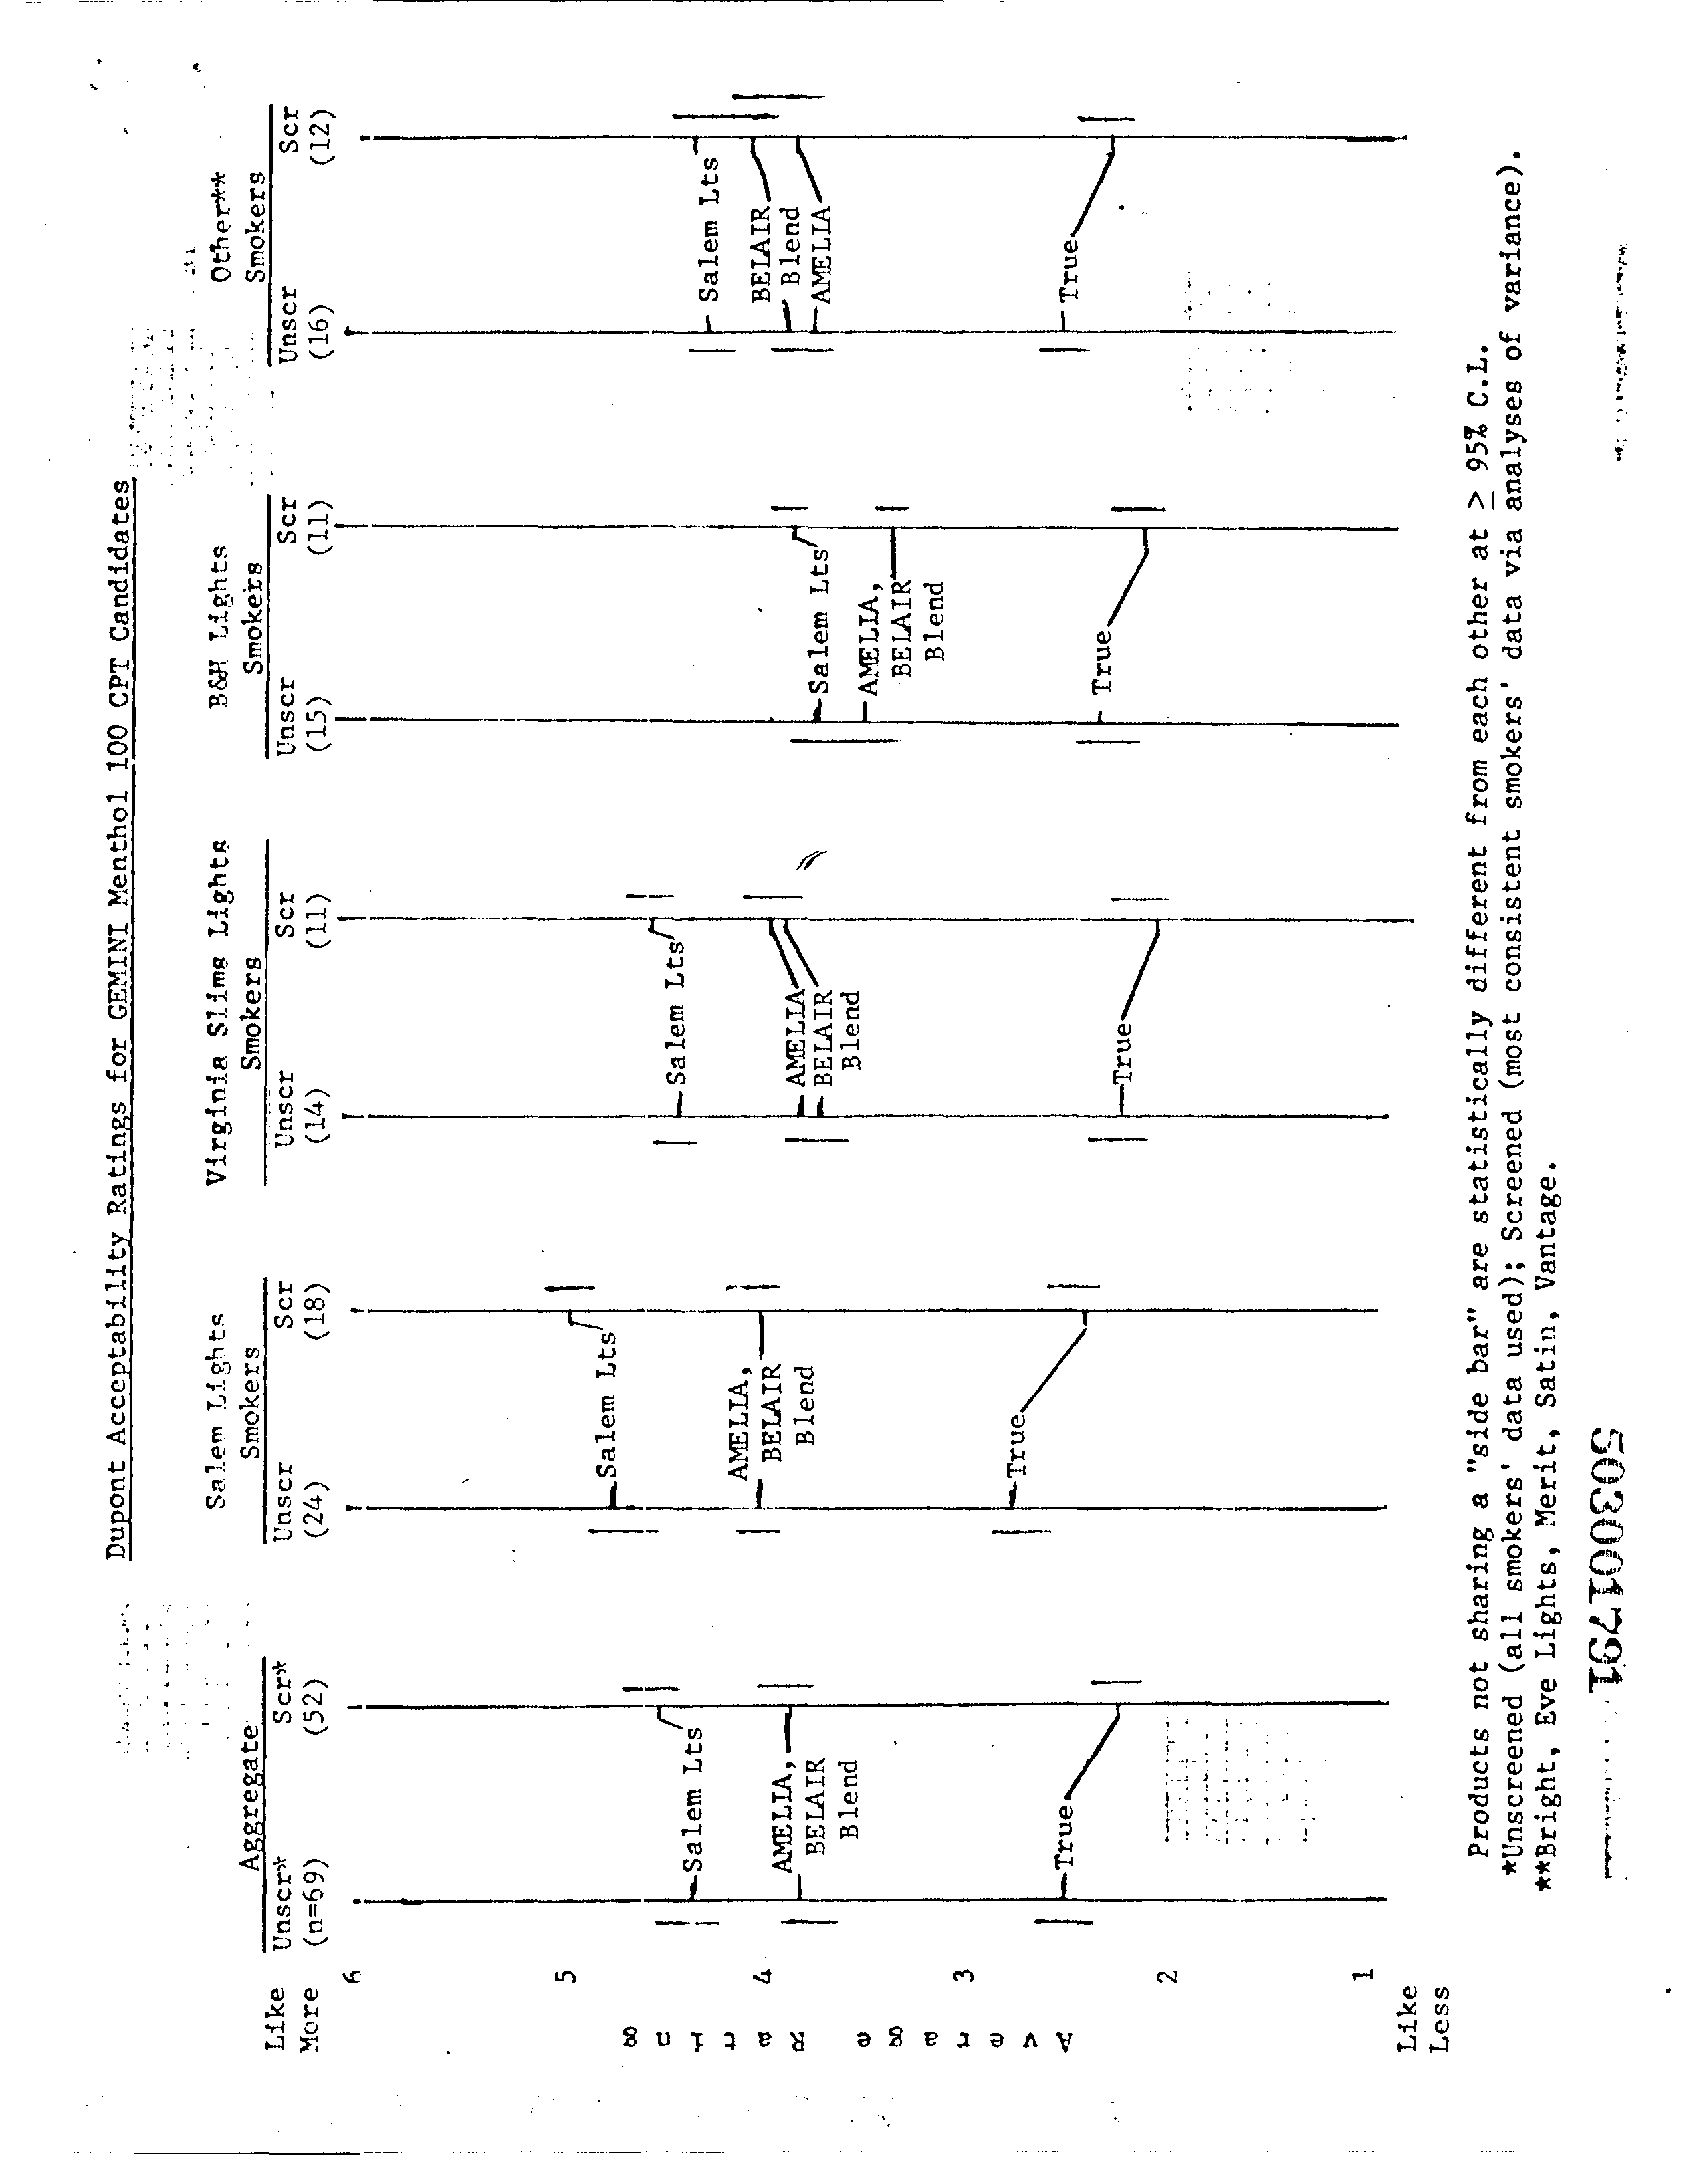 Dupont Acceptability Ratings for GEMINI Menthol 100 CPT Candidates
Aggregate
Salem Lights
Smokers
Virginia Slims Lights
Smokers
B&H Lights
Smokers
Other**
Smokers
Like
More
Unscr*
(n=69)
Scr*
(52)
Unscr
(24)
Scr
(18)
Unscr
(14)
Scr
(11)
Unscr
(15)
Scr
(11)
Unscr
(16)
Scr
(12)
6
5
4
3
2
1
Average Rating
Like
Less
Salem Lts
AMELIA,
BELAIR
Blend
True
Salem Lts
AMELIA,
BELAIR
Blend
True
Salem Lts
AMELIA
BELAIR
Blend
True
Salem Lts
AMELIA,
BELAIR
Blend
True
Salem Lts
BELAIR
Blend
AMELIA
True
Products not sharing a "side bar" are statistically different from each other at ≥ 95% C.L.
*Unscreened (all smokers' data used); Screened (most consistent smokers' data via analyses of variance).
**Bright, Eve Lights, Merit, Satin, Vantage.
503001791